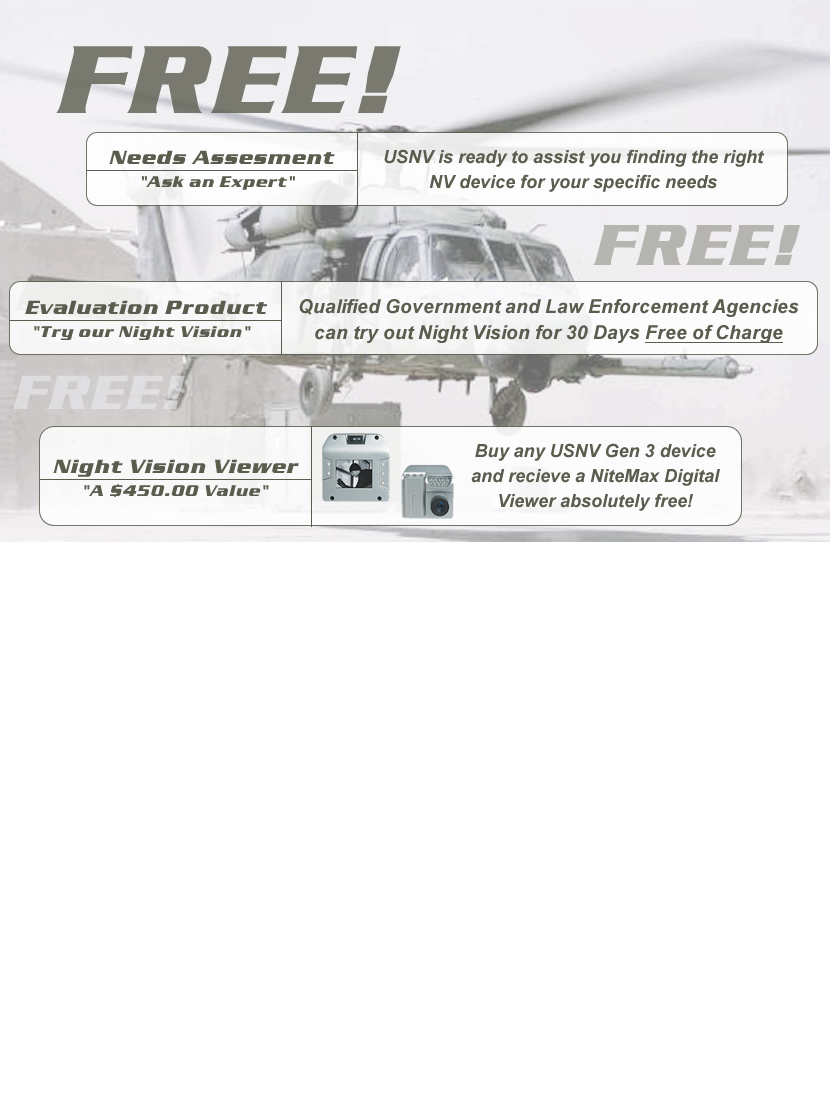 FREE!
Needs Assesment
"Ask an Expert"
USNV is ready to assist you finding the right
NV device for your specific needs
FREE!
Evaluation Product
"Try our Night Vision"
Qualified Government and Law Enforcement Agencies
can try out Night Vision for 30 Days Free of Charge
FREE!
Night Vision Viewer
"A $450.00 Value"
Buy any USNV Gen 3 device
and recieve a NiteMax Digital
Viewer absolutely free!